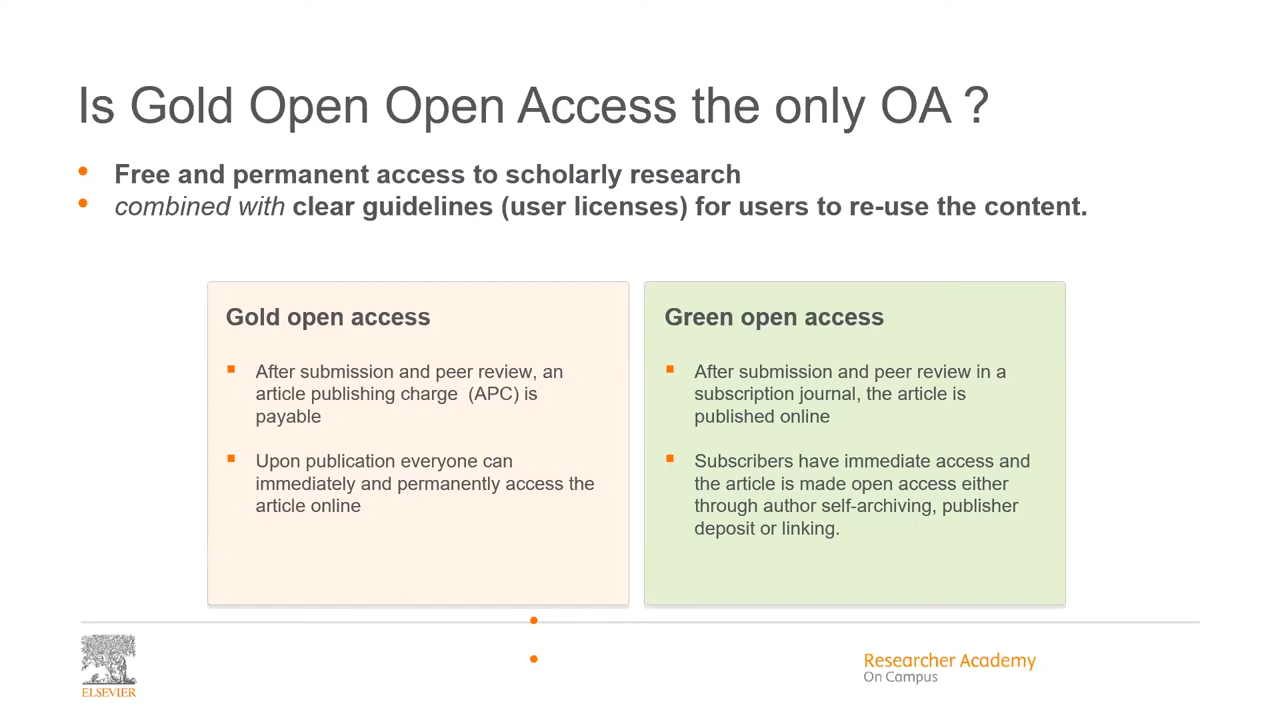 Is Gold Open Open Access the only OA ?
Free and permanent access to scholarly research
combined with clear guidelines (user licenses) for users to re-use the content.
Gold open access
After submission and peer review, an
article publishing charge  (APC) is
payable
Upon publication everyone can
immediately and permanently access the
article online
Green open access
After submission and peer review in a
subscription journal, the article is
published online
Subscribers have immediate access and
the article is made open access either
through author self-archiving, publisher
deposit or linking.
ELSEVIER
Researcher Academy
On Campus